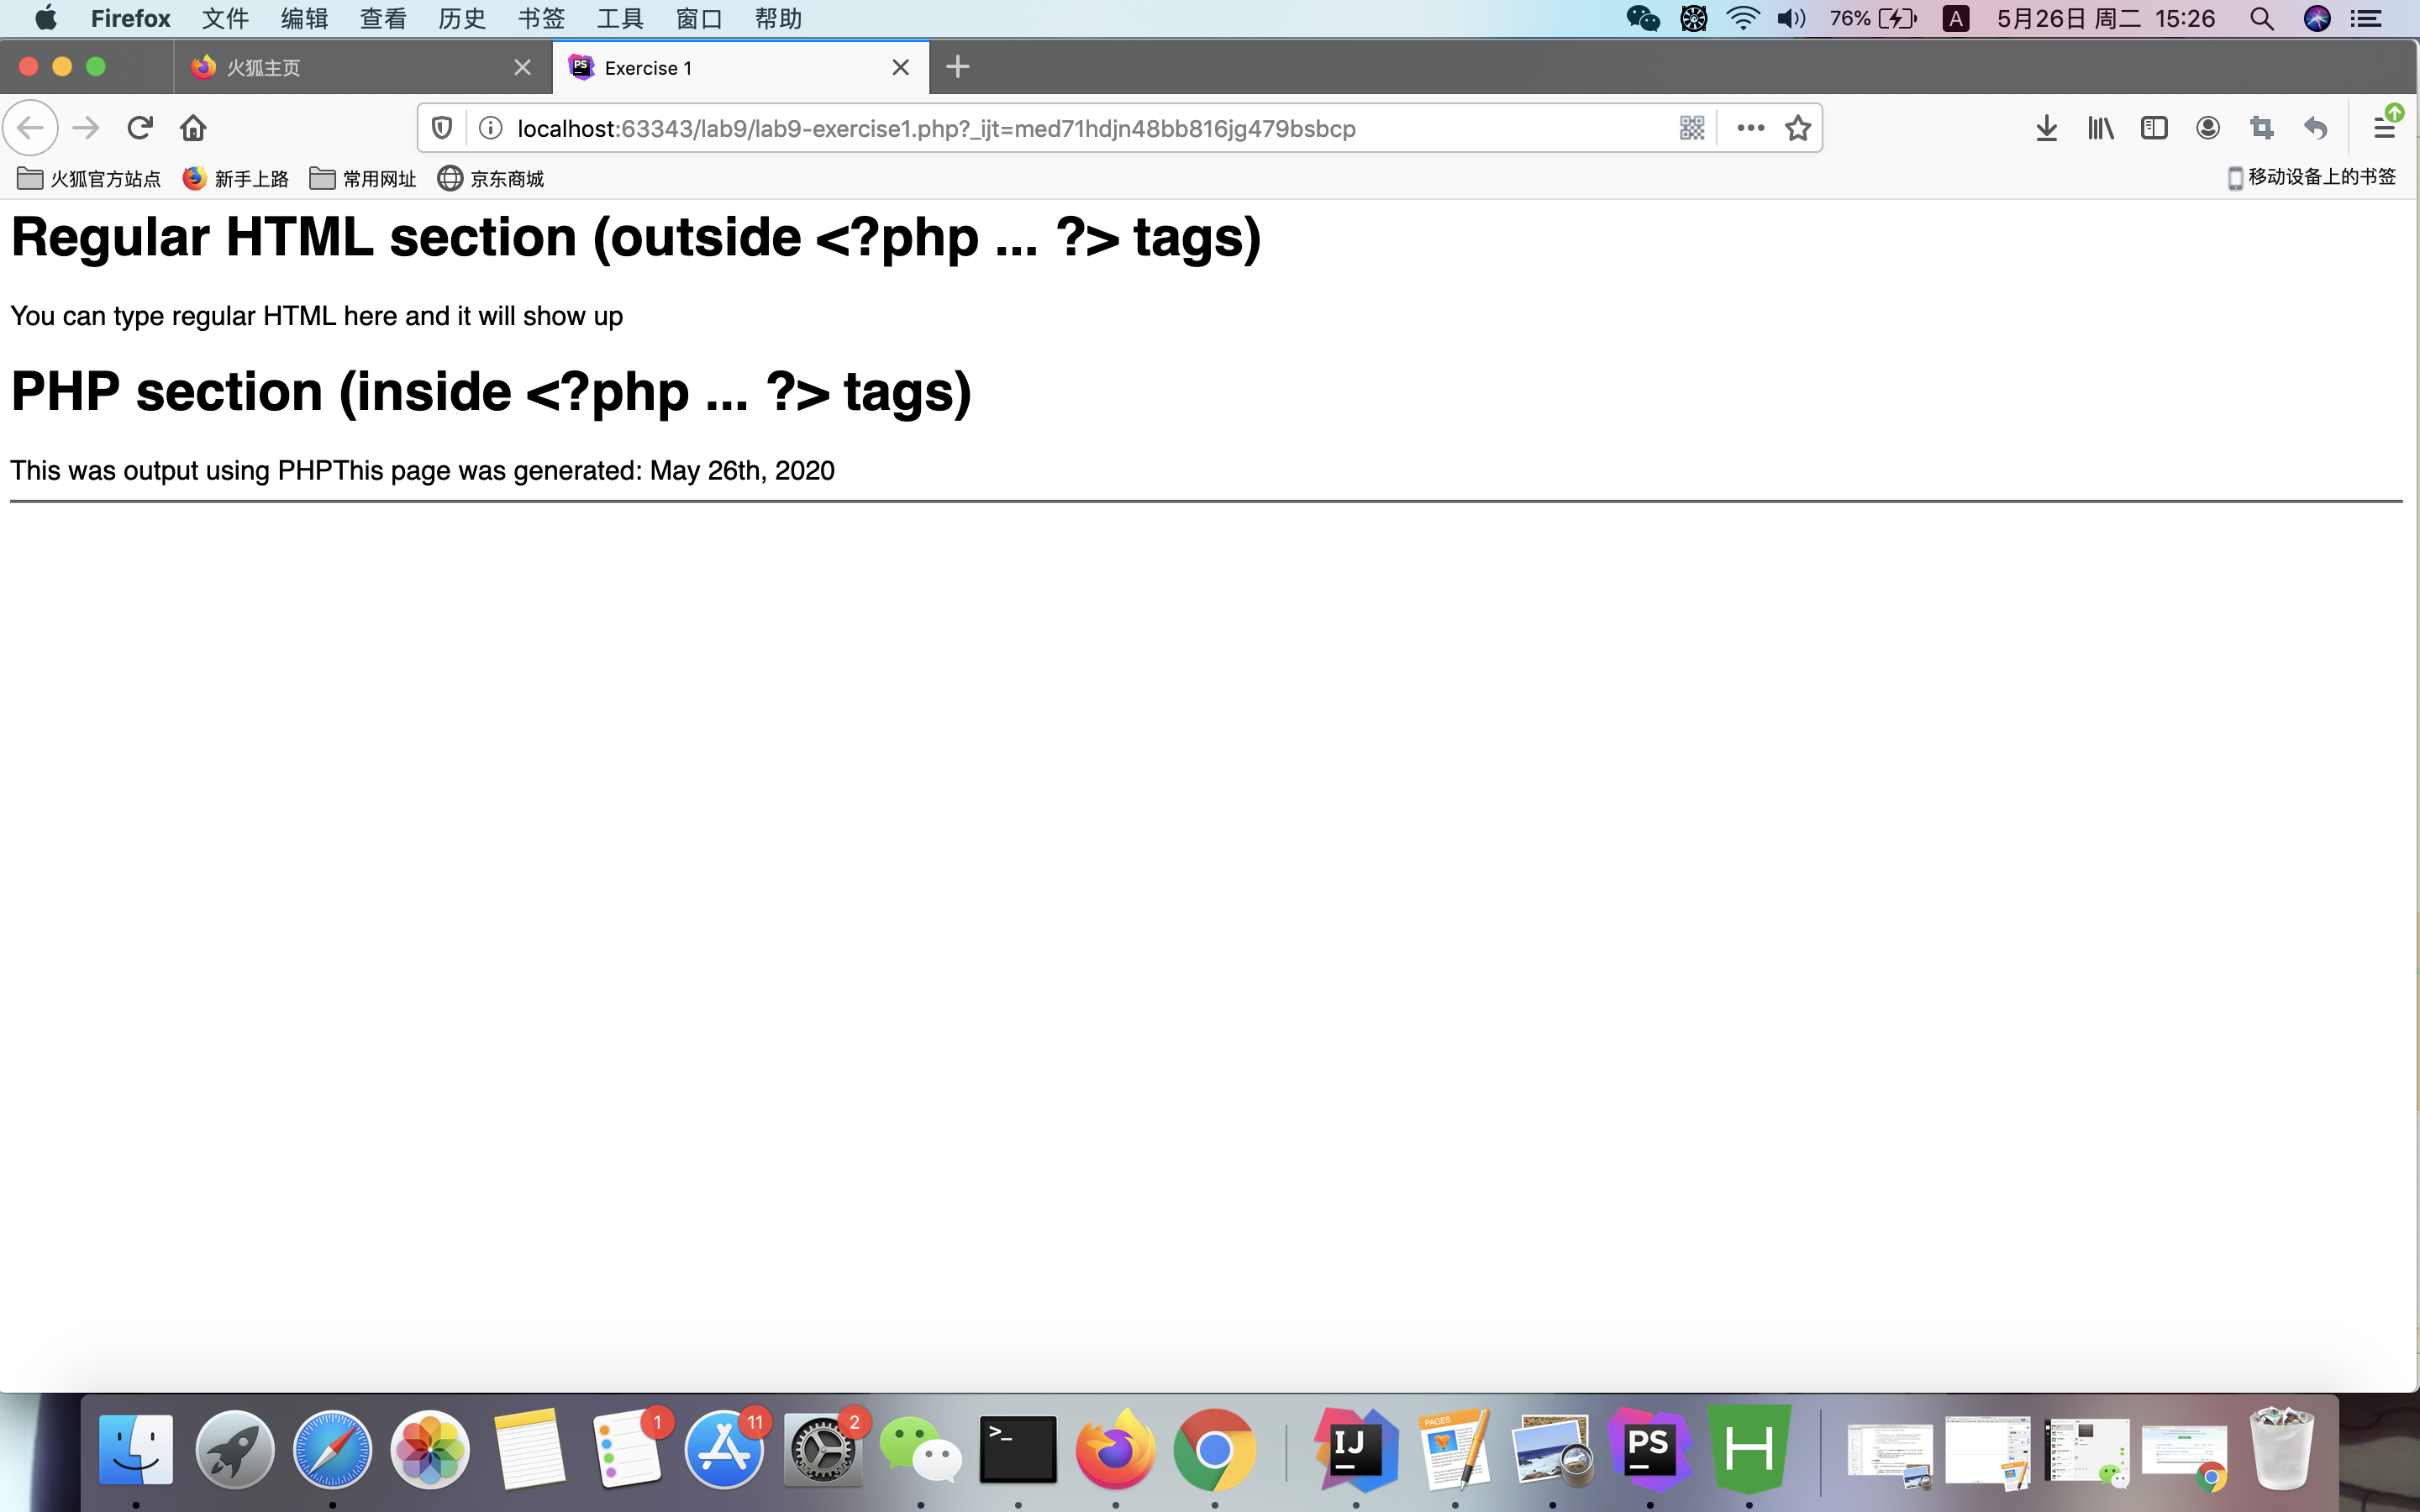 Firefox 文件 编辑 查看 历史 书签 工具 窗口 帮助 76% A 5月26日 周二 15:26
火狐主页 PS Exercise 1
localhost:63343/lab9/lab9-exercise1.php?_ijt=med71hdjn48bb816jg479bsbcp
火狐官方站点 新手上路 常用网址 京东商城 移动设备上的书签
Regular HTML section (outside <?php ... ?> tags)
You can type regular HTML here and it will show up
PHP section (inside <?php ... ?> tags)
This was output using PHPThis page was generated: May 26th, 2020
1 11 2 >_ IJ PAGES PS H